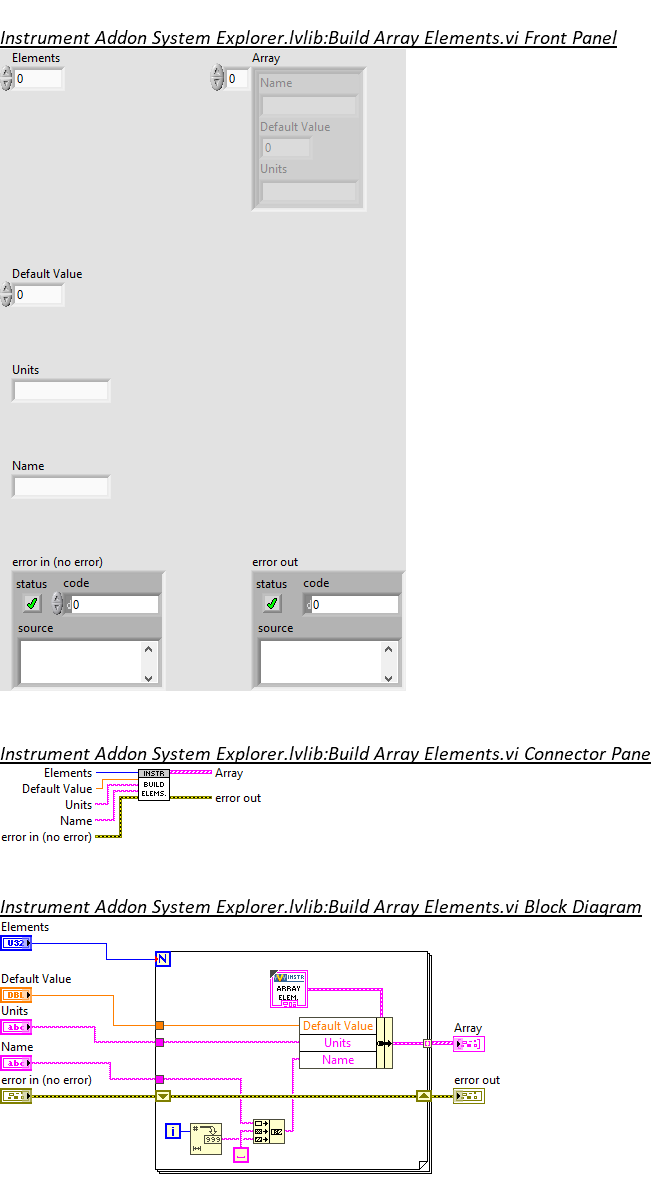 Instrument Addon System Explorer.lvlib:Build Array Elements.vi Front Panel
Elements
0
0
Array
Name
Default Value
0
Units
Default Value
0
Units
Name
error in (no error)
status
code
d0
source
error out
status
code
d0
source
Instrument Addon System Explorer.lvlib:Build Array Elements.vi Connector Pane
Elements
Default Value
Units
Name
error in (no error)
INSTR
BUILD
ELEMS.
Array
error out
Instrument Addon System Explorer.lvlib:Build Array Elements.vi Block Diagram
Elements
U32
N
Default Value
DBL
Units
abc
Name
abc
error in (no error)
INSTR
ARRAY
ELEM.
Default Value
Units
Name
Array
error out
i
#
999